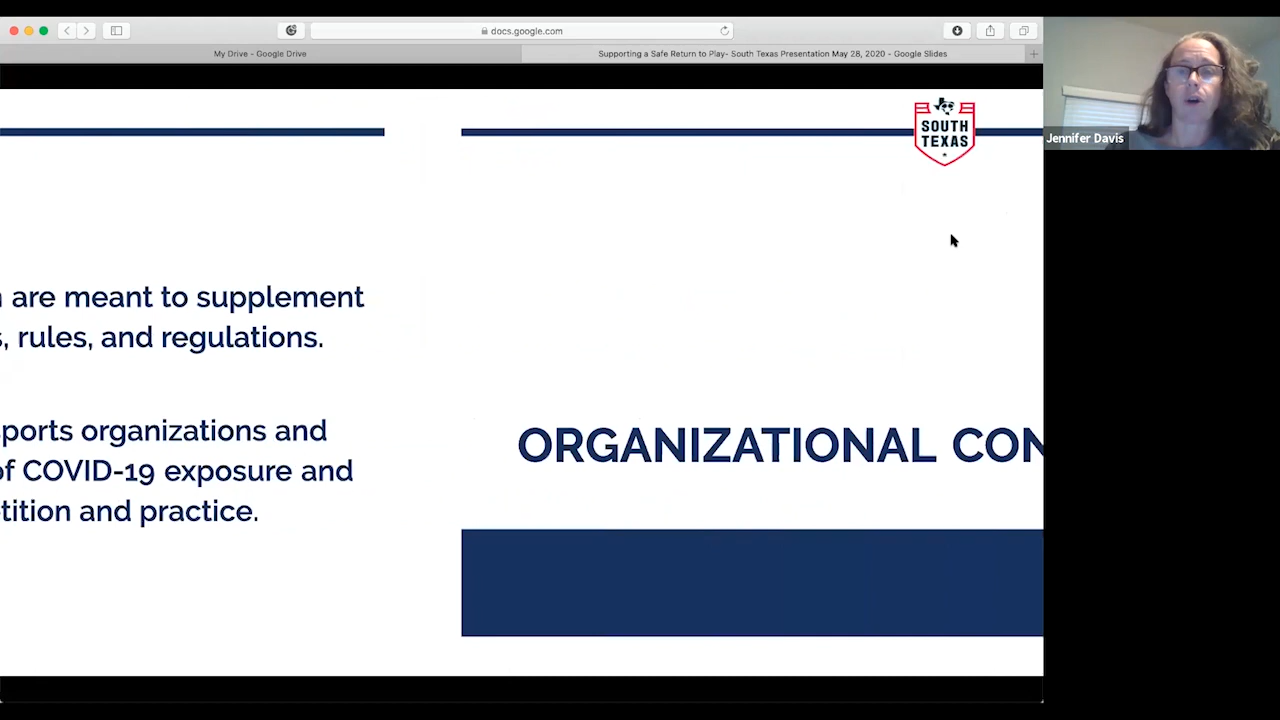 docs.google.com
My Drive - Google Drive
Supporting a Safe Return to Play- South Texas Presentation May 28, 2020 - Google Slides
Jennifer Davis
SOUTH
TEXAS
are meant to supplement
, rules, and regulations.
ports organizations and
of COVID-19 exposure and
tition and practice.
ORGANIZATIONAL CON